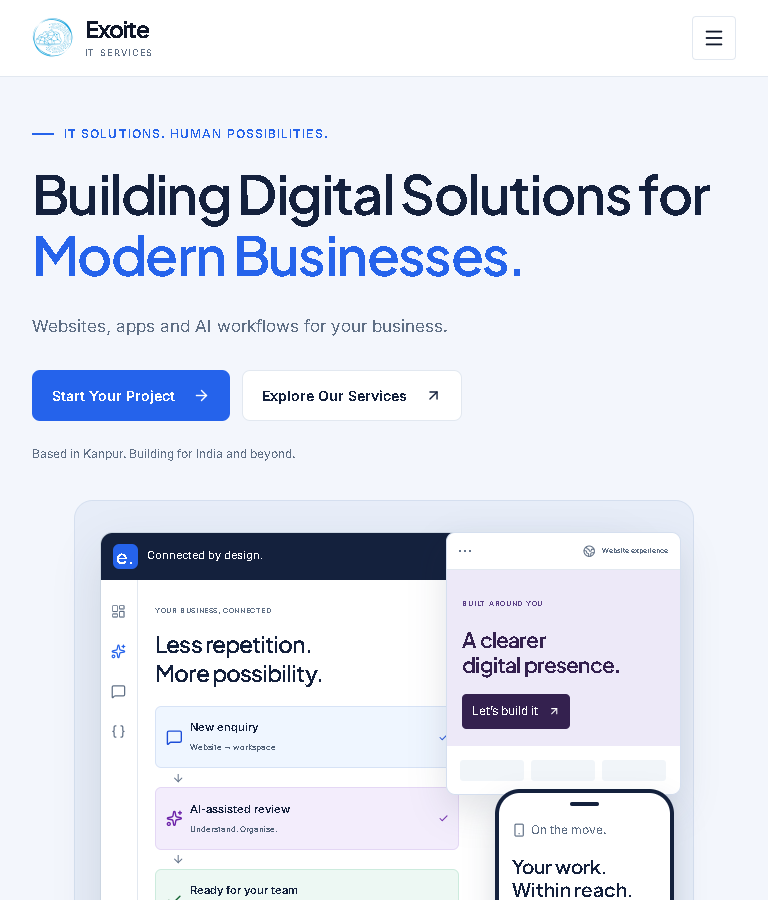 Exoite
IT SERVICES
IT SOLUTIONS. HUMAN POSSIBILITIES.
Building Digital Solutions for
Modern Businesses.
Websites, apps and AI workflows for your business.
Start Your Project →
Explore Our Services ↗
Based in Kanpur. Building for India and beyond.
e. Connected by design.
YOUR BUSINESS, CONNECTED
Less repetition.
More possibility.
New enquiry
Website → workspace
AI-assisted review
Understand. Organise.
Ready for your team
Website experience
BUILT AROUND YOU
A clearer
digital presence.
Let's build it ↗
On the move.
Your work.
Within reach.